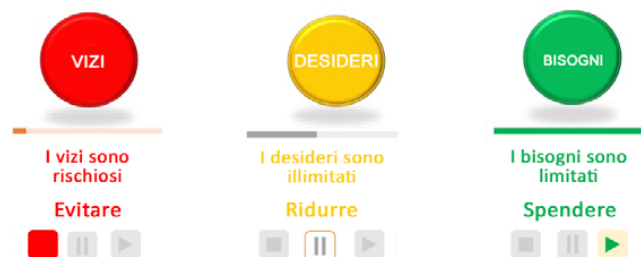 VIZI
DESIDERI
BISOGNI
I vizi sono
rischiosi
Evitare
I desideri sono
illimitati
Ridurre
I bisogni sono
limitati
Spendere